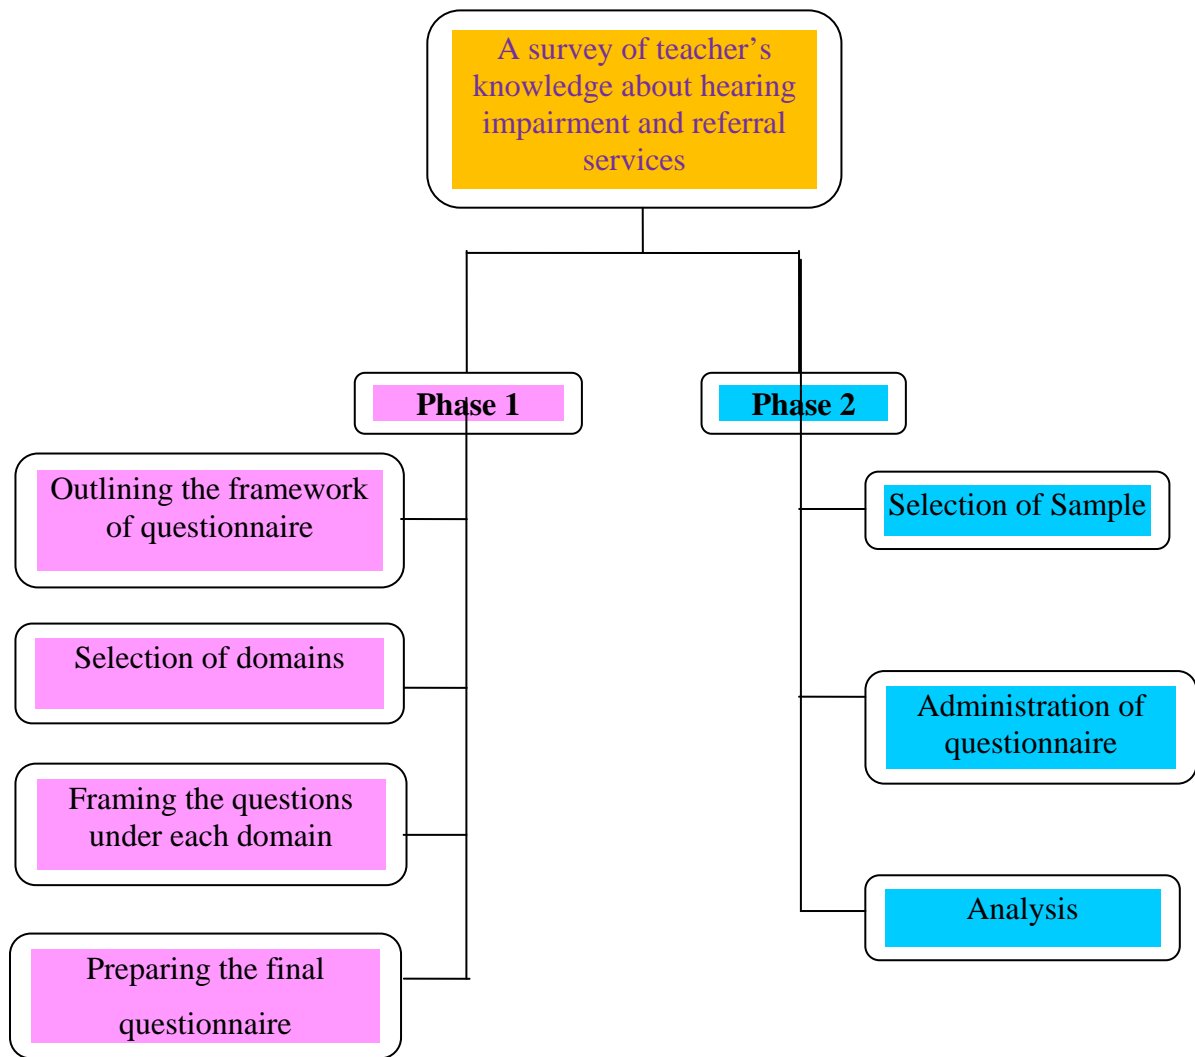 A survey of teacher’s
knowledge about hearing
impairment and referral
services
Phase 1
Outlining the framework
of questionnaire
Selection of domains
Framing the questions
under each domain
Preparing the final
questionnaire
Phase 2
Selection of Sample
Administration of
questionnaire
Analysis